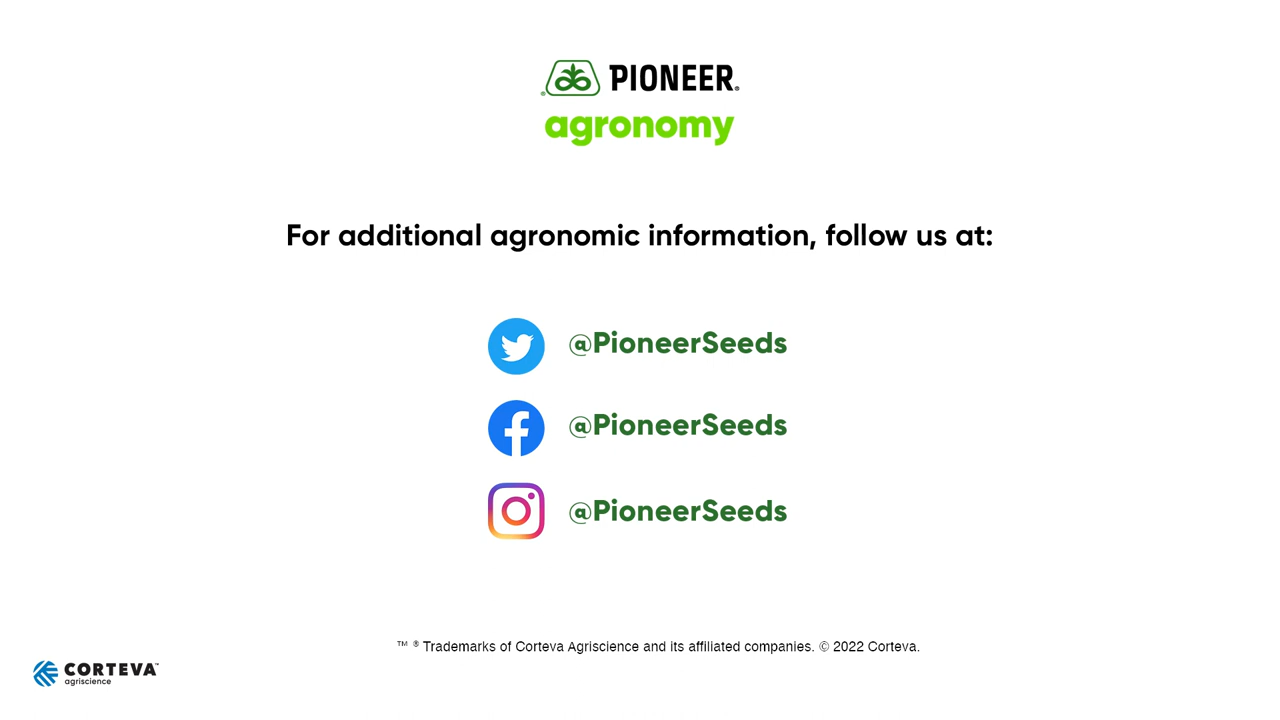 PIONEER®
agronomy
For additional agronomic information, follow us at:
@PioneerSeeds
@PioneerSeeds
@PioneerSeeds
™ ® Trademarks of Corteva Agriscience and its affiliated companies. © 2022 Corteva.
CORTEVA™
agriscience